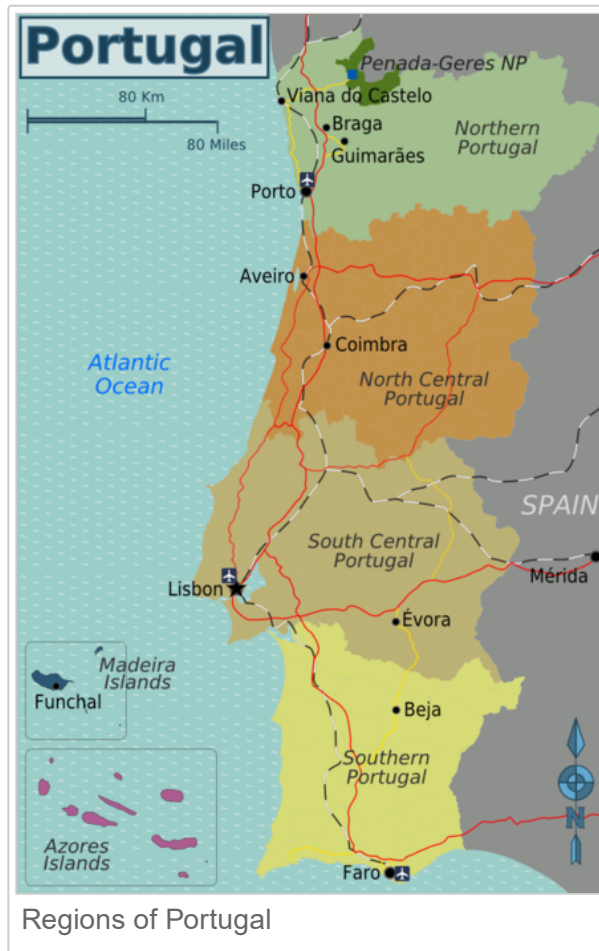 Portugal
80 Km
80 Miles
Penada-Geres NP
Viana do Castelo
Braga
Guimarães
Northern
Portugal
Porto
Aveiro
Coimbra
Atlantic
Ocean
North Central
Portugal
SPAIN
South Central
Portugal
Mérida
Lisbon
Évora
Madeira
Islands
Funchal
Beja
Southern
Portugal
Azores
Islands
N
Faro
Regions of Portugal